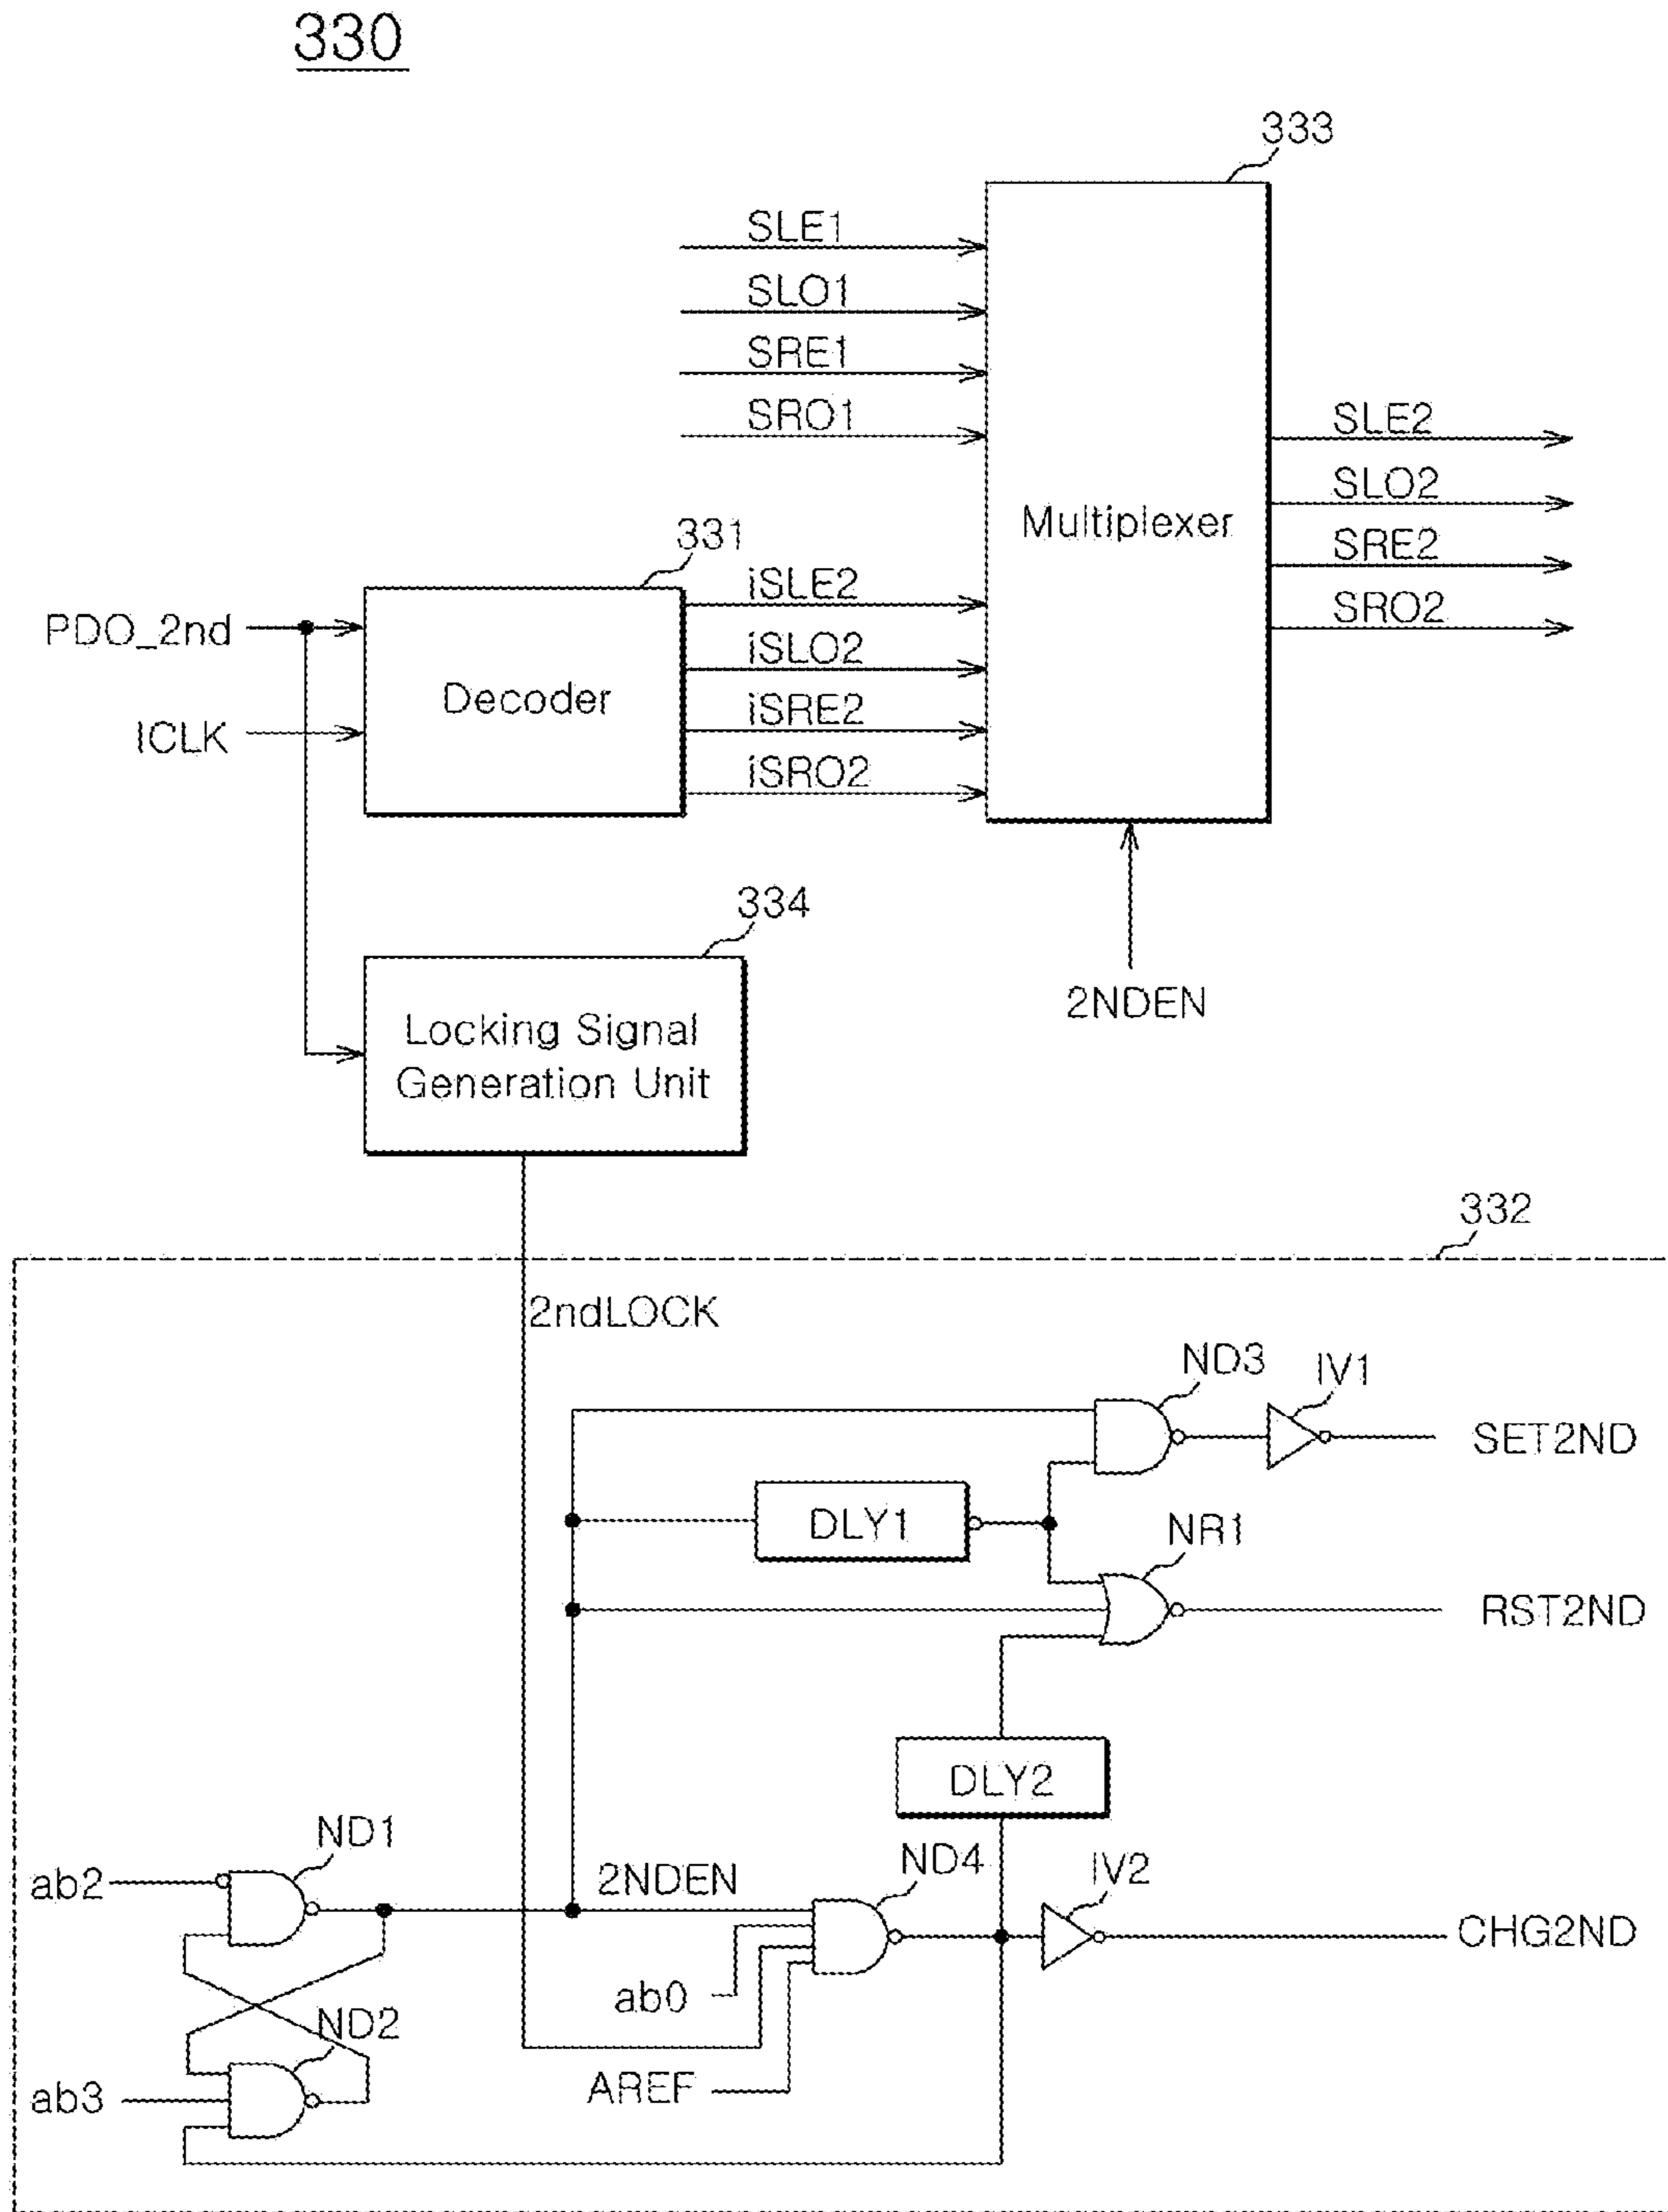 330
333
SLE1
SLO1
SRE1
SRO1
SLE2
SLO2
SRE2
SRO2
Multiplexer
331
iSLE2
iSLO2
iSRE2
iSRO2
PDO_2nd
ICLK
Decoder
334
2NDEN
Locking Signal
Generation Unit
332
2ndLOCK
ND3
IV1
SET2ND
DLY1
NR1
RST2ND
DLY2
ND1
ab2
2NDEN
ND4
IV2
CHG2ND
ab0
ND2
ab3
AREF